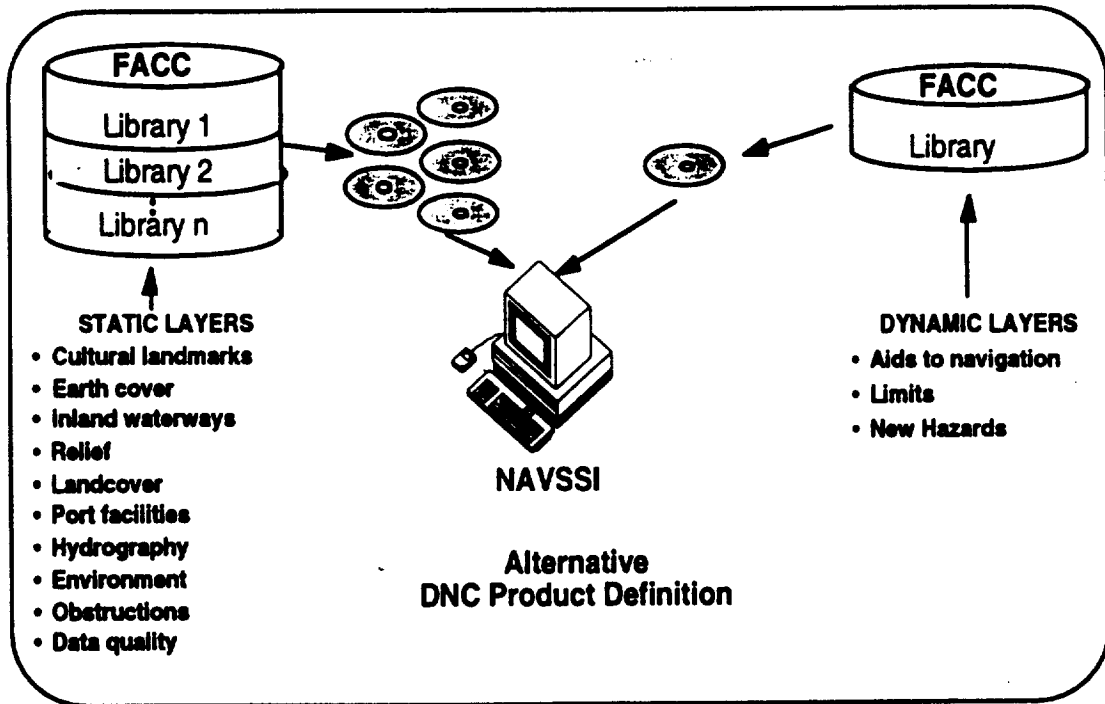 FACC
Library 1
Library 2
Library n
STATIC LAYERS
• Cultural landmarks
• Earth cover
• Inland waterways
• Relief
• Landcover
• Port facilities
• Hydrography
• Environment
• Obstructions
• Data quality
NAVSSI
Alternative
DNC Product Definition
FACC
Library
DYNAMIC LAYERS
• Aids to navigation
• Limits
• New Hazards